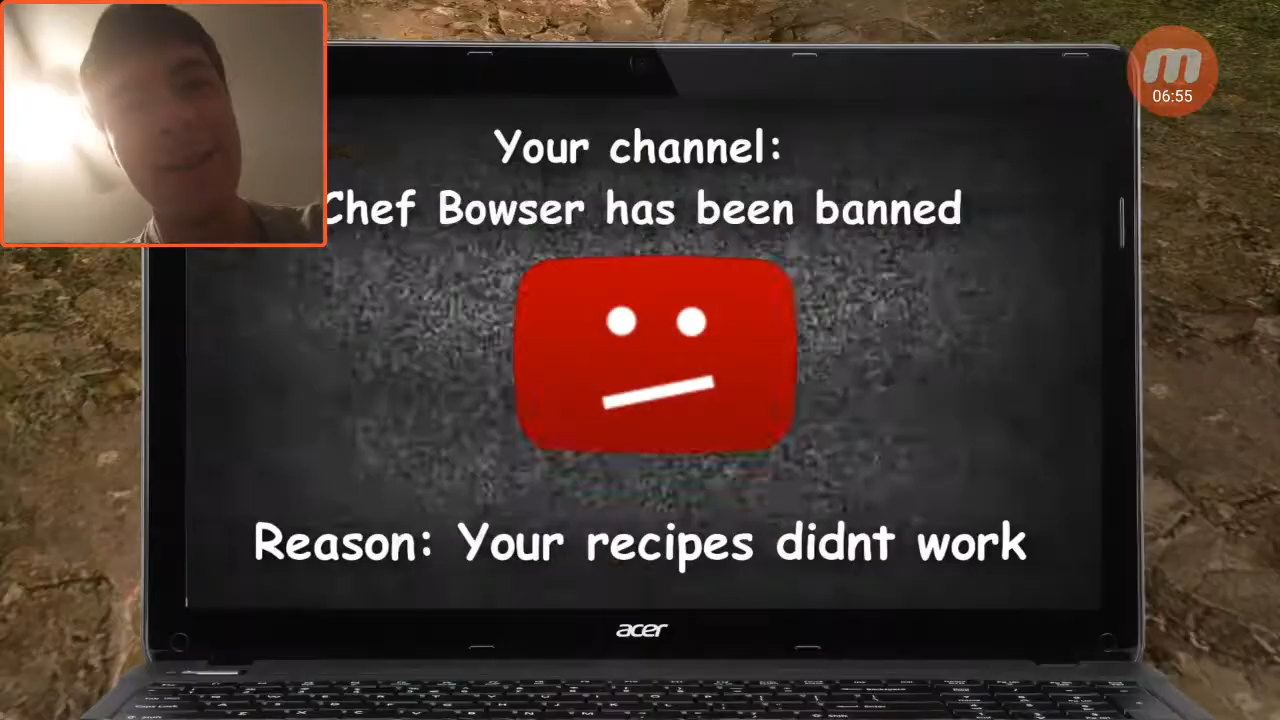 06:55
Your channel:
Chef Bowser has been banned
Reason: Your recipes didnt work
acer